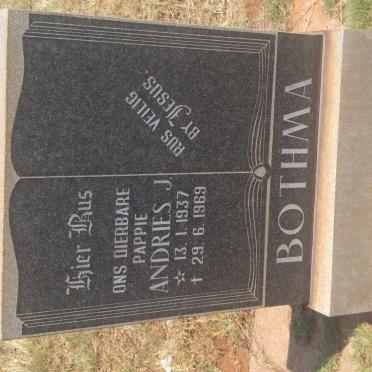 Hier Rus
ONS DIERBARE
PAPPIE
ANDRIES J.
☆ 13. 1. 1937
✝ 29. 6. 1969
RUS VEILIG
BY JESUS.
BOTHMA